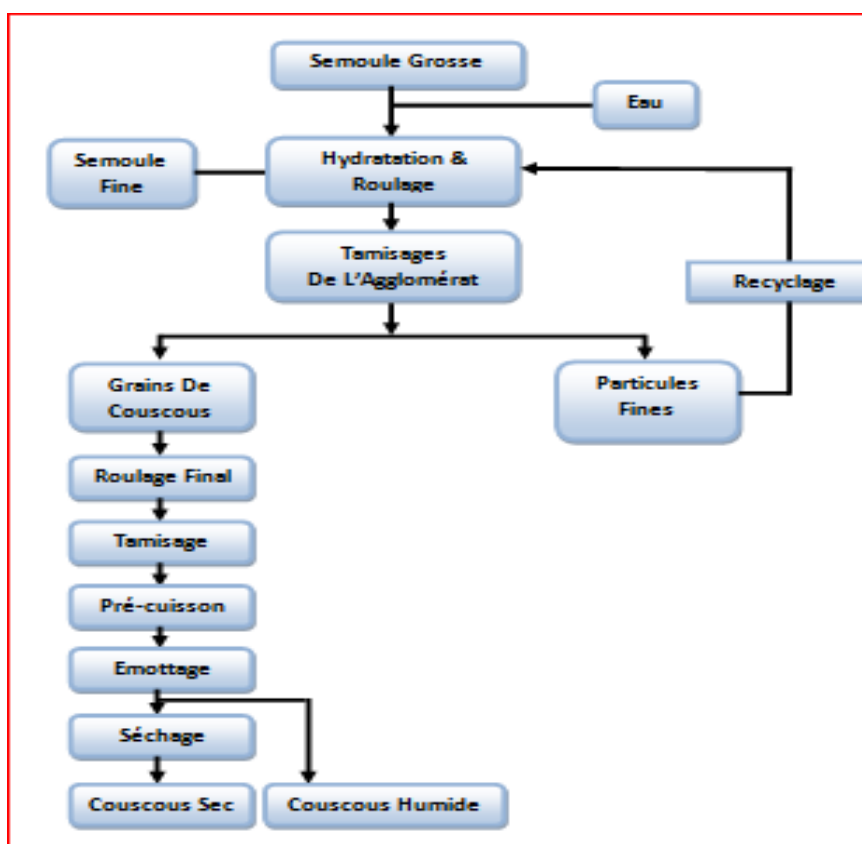 Semoule Grosse
Eau
Semoule
Fine
Hydratation &
Roulage
Tamisages
De L'Agglomérat
Recyclage
Grains De
Couscous
Particules
Fines
Roulage Final
Tamisage
Pré-cuisson
Emottage
Séchage
Couscous Sec
Couscous Humide